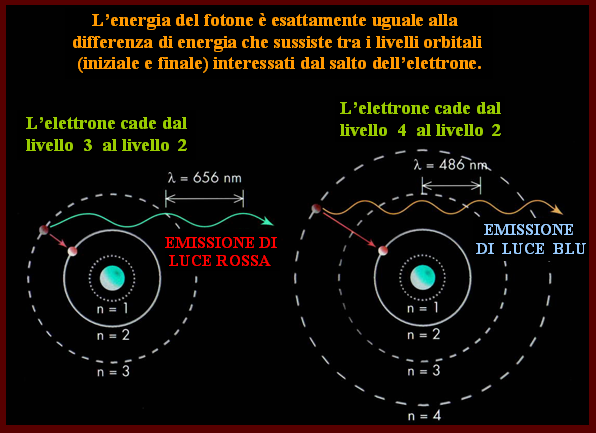 L'energia del fotone è esattamente uguale alla
differenza di energia che sussiste tra i livelli orbitali
(iniziale e finale) interessati dal salto dell'elettrone.
L'elettrone cade dal
livello 3 al livello 2
λ = 656 nm
EMISSIONE DI
LUCE ROSSA
n = 1
n = 2
n = 3
L'elettrone cade dal
livello 4 al livello 2
λ = 486 nm
EMISSIONE
DI LUCE BLU
n = 1
n = 2
n = 3
n = 4